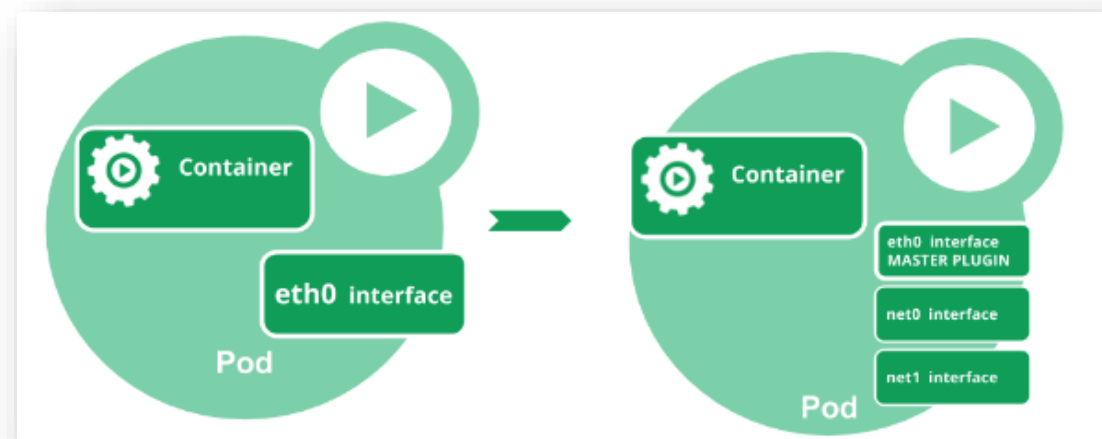 Container
eth0 interface
Pod
Container
eth0 interface
MASTER PLUGIN
net0 interface
net1 interface
Pod